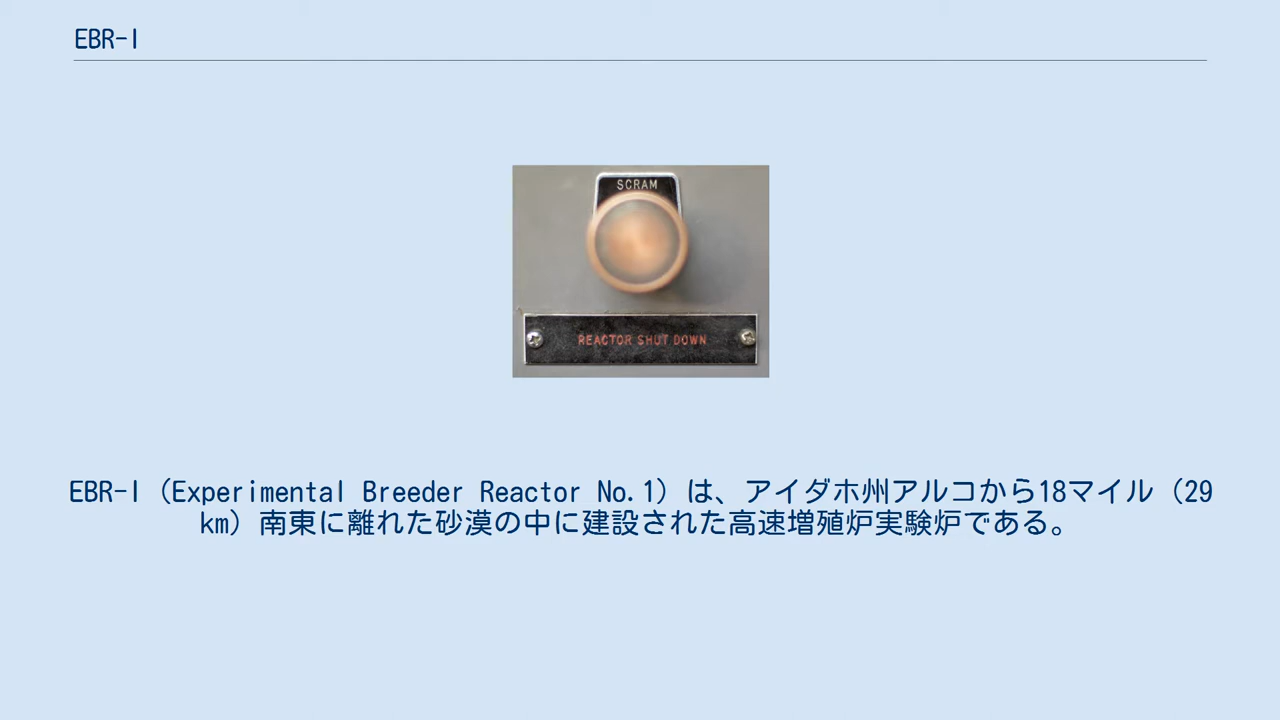 EBR-I
SCRAM
REACTOR SHUT DOWN
EBR-I（Experimental Breeder Reactor No.1）は、アイダホ州アルコから18マイル（29
km）南東に離れた砂漠の中に建設された高速増殖炉実験炉である。